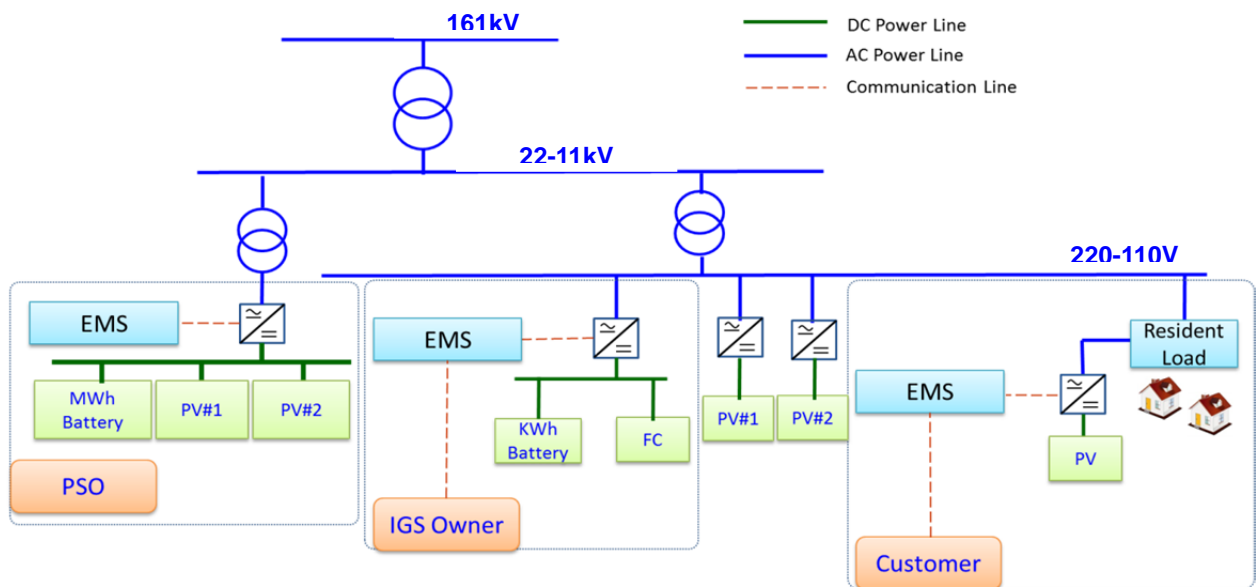 161kV
DC Power Line
AC Power Line
Communication Line
22-11kV
220-110V
EMS
MWh
Battery
PV#1
PV#2
PSO
EMS
KWh
Battery
FC
IGS Owner
PV#1
PV#2
Resident
Load
EMS
PV
Customer